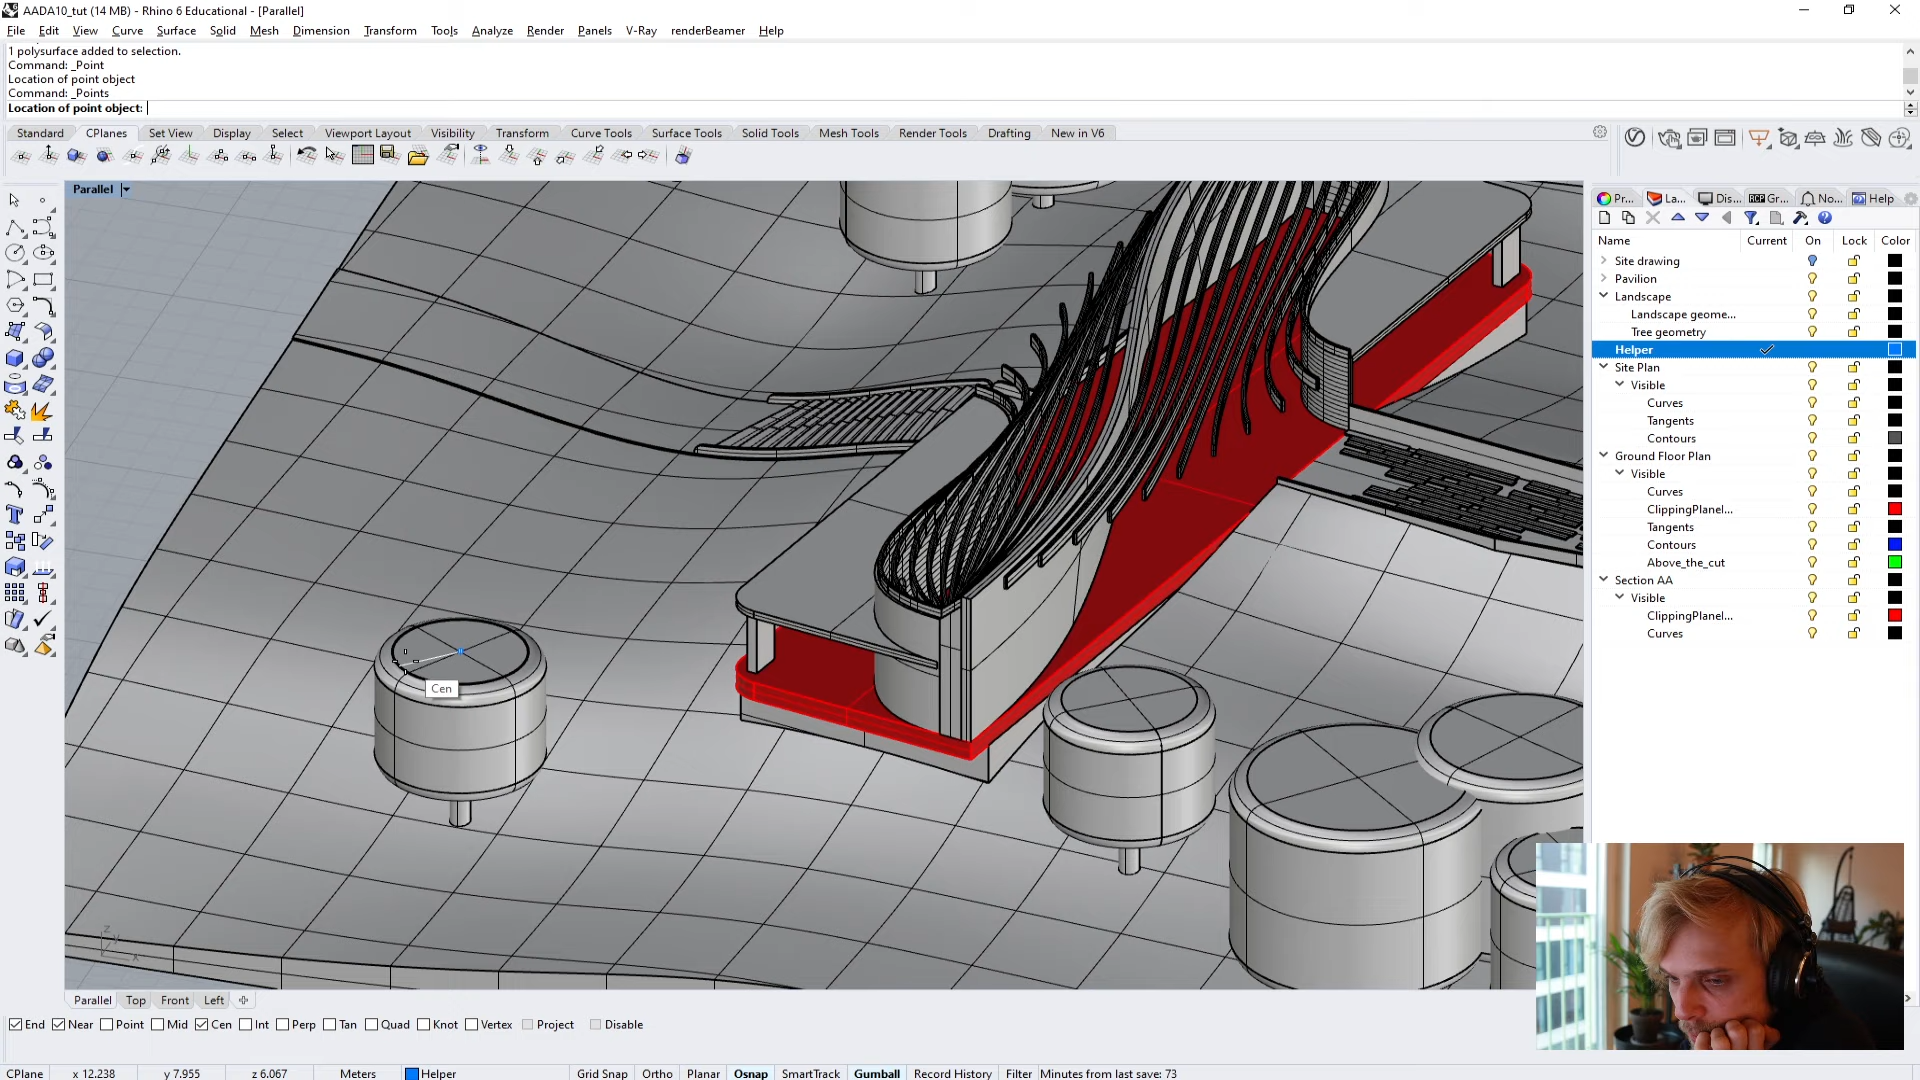 AADA10_tut (14 MB) - Rhino 6 Educational - [Parallel]
File Edit View Curve Surface Solid Mesh Dimension Transform Tools Analyze Render Panels V-Ray renderBeamer Help
1 polysurface added to selection.
Command: _Point
Location of point object
Command: _Points
Location of point object:
Standard CPlanes Set View Display Select Viewport Layout Visibility Transform Curve Tools Surface Tools Solid Tools Mesh Tools Render Tools Drafting New in V6
Parallel
Pr... La... Dis... RCP Gr... No... Help
Name Current On Lock Color
Site drawing
Pavilion
Landscape
Landscape geome...
Tree geometry
Helper
Site Plan
Visible
Curves
Tangents
Contours
Ground Floor Plan
Visible
Curves
ClippingPlanel...
Tangents
Contours
Above_the_cut
Section AA
Visible
ClippingPlanel...
Curves
Cen
z
y
x
Parallel Top Front Left
End Near Point Mid Cen Int Perp Tan Quad Knot Vertex Project Disable
CPlane x 12.238 y 7.955 z 6.067 Meters Helper Grid Snap Ortho Planar Osnap SmartTrack Gumball Record History Filter Minutes from last save: 73